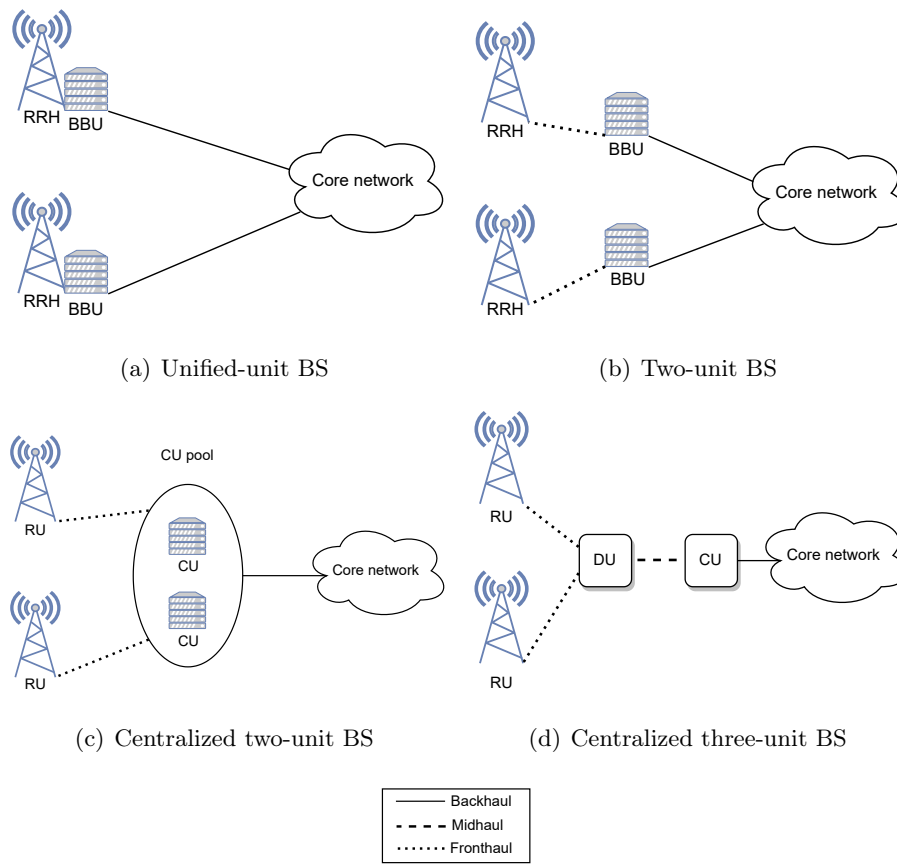 RRH
BBU
Core network
RRH
BBU
(a) Unified-unit BS
RRH
BBU
Core network
RRH
BBU
(b) Two-unit BS
CU pool
RU
CU
Core network
CU
RU
(c) Centralized two-unit BS
RU
DU
CU
Core network
RU
(d) Centralized three-unit BS
Backhaul
Midhaul
Fronthaul